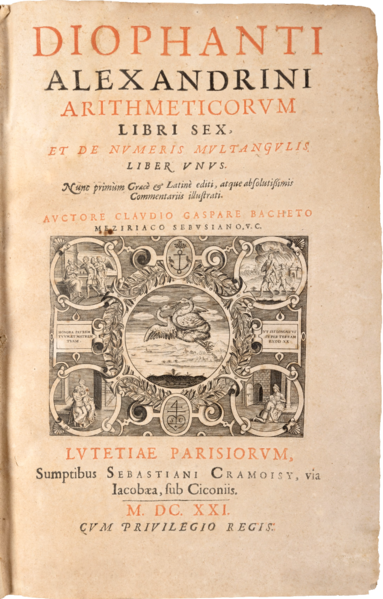 DIOPHANTI
ALEXANDRINI
ARITHMETICORVM
LIBRI SEX,
ET DE NVMERIS MVLTANGVLIS
LIBER VNVS.
Nunc primùm Græcè & Latinè editi, atque absolutissimis
Commentariis illustrati.
AVCTORE CLAVDIO GASPARE BACHETO
MEZIRIACO SEBVSIANO, V.C.
LVTETIAE PARISIORVM,
Sumptibus SEBASTIANI CRAMOISY, via
Iacobæa, sub Ciconiis.
M. DC. XXI.
CVM PRIVILEGIO REGIS.